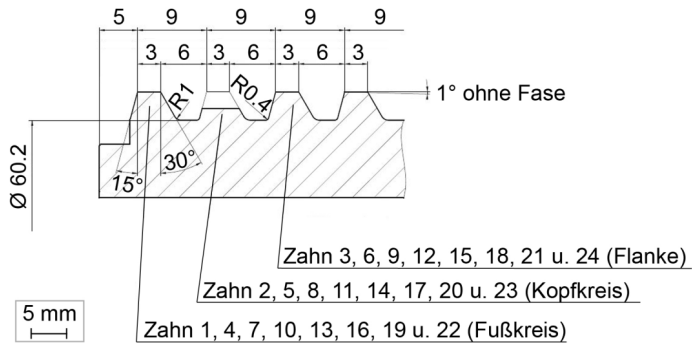 5 9 9 9 9
3 6 3 6 3 6 3
R1 R0.4 1° ohne Fase
Ø 60.2
15° 30°
Zahn 3, 6, 9, 12, 15, 18, 21 u. 24 (Flanke)
Zahn 2, 5, 8, 11, 14, 17, 20 u. 23 (Kopfkreis)
5 mm
Zahn 1, 4, 7, 10, 13, 16, 19 u. 22 (Fußkreis)